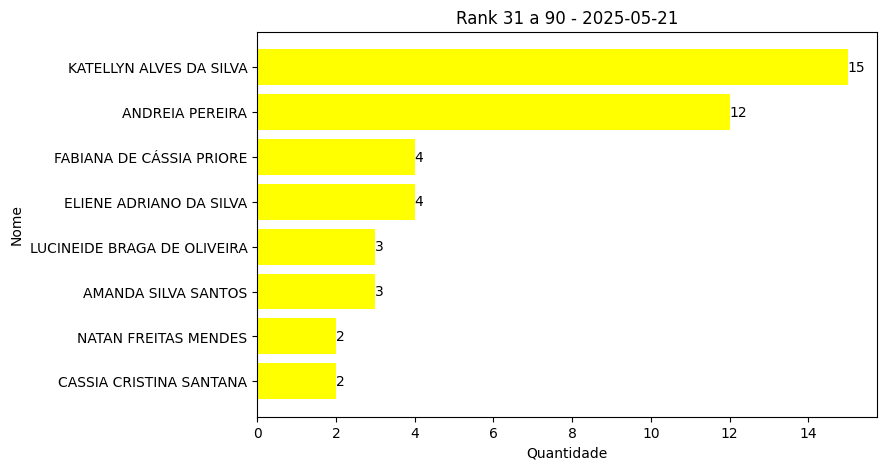 Rank 31 a 90 - 2025-05-21
KATELLYN ALVES DA SILVA
15
ANDREIA PEREIRA
12
FABIANA DE CÁSSIA PRIORE
4
ELIENE ADRIANO DA SILVA
4
LUCINEIDE BRAGA DE OLIVEIRA
3
AMANDA SILVA SANTOS
3
NATAN FREITAS MENDES
2
CASSIA CRISTINA SANTANA
2
Nome
0 2 4 6 8 10 12 14
Quantidade